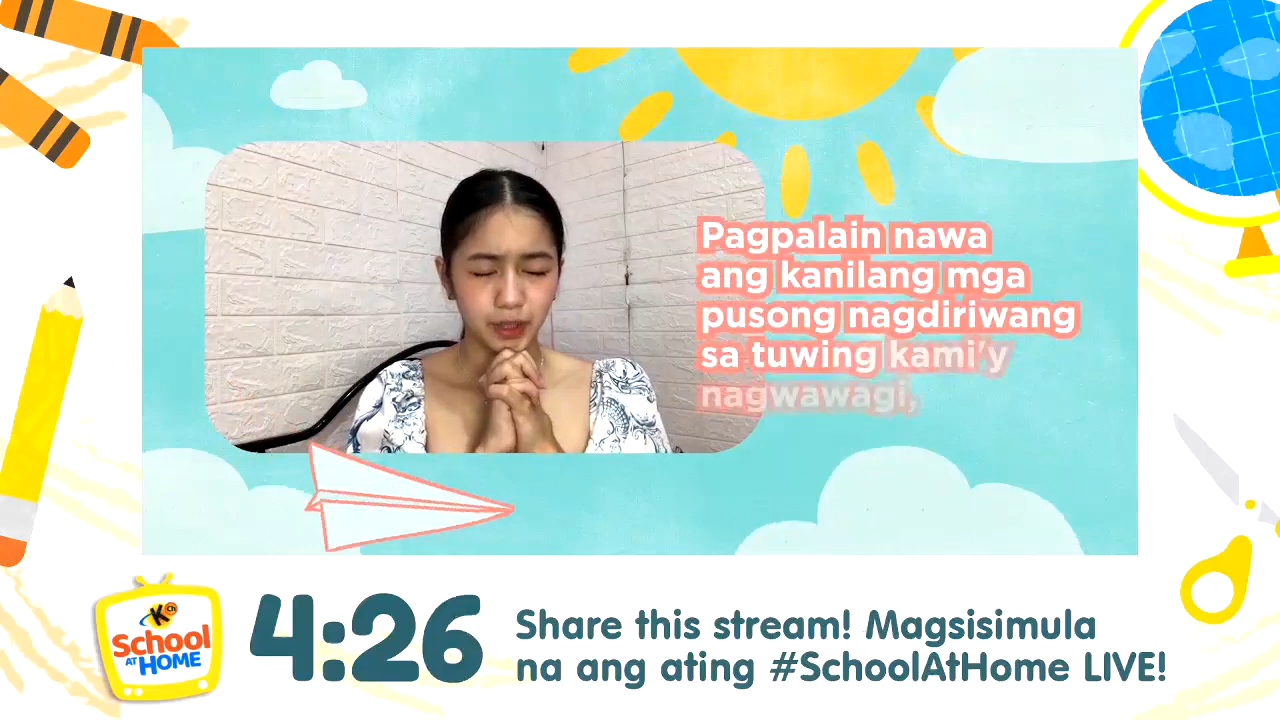 Pagpalain nawa
ang kanilang mga
pusong nagdiriwang
sa tuwing kami'y
nagwawagi,
K Ch
School
AT HOME
4:26
Share this stream! Magsisimula
na ang ating #SchoolAtHome LIVE!